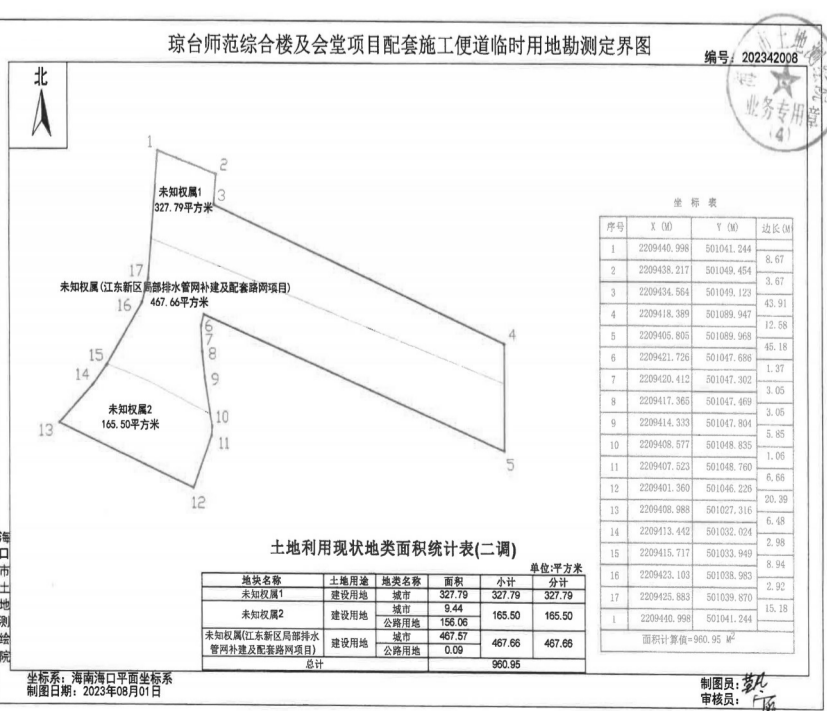 琼台师范综合楼及会堂项目配套施工便道临时用地勘测定界图
编号: 202342008
业务专用章
(4)
北
1
2
3
未知权属1
327.79平方米
17
未知权属(江东新区局部排水管网补建及配套路网项目)
467.66平方米
16
6
7
8
9
4
15
14
未知权属2
165.50平方米
10
11
13
12
5
坐 标 表
序号 X (M) Y (M) 边长(M)
1 2209440.998 501041.244
8.67
2 2209438.217 501049.454
3.67
3 2209434.564 501049.123
43.91
4 2209418.389 501089.947
12.58
5 2209405.805 501089.968
45.18
6 2209421.726 501047.686
1.37
7 2209420.412 501047.302
3.05
8 2209417.365 501047.469
3.05
9 2209414.333 501047.804
5.85
10 2209408.577 501048.835
1.06
11 2209407.523 501048.760
6.66
12 2209401.360 501046.226
20.39
13 2209408.988 501027.316
6.48
14 2209413.442 501032.024
2.98
15 2209415.717 501033.949
8.94
16 2209423.103 501038.983
2.92
17 2209425.883 501039.870
15.18
1 2209440.998 501041.244
面积计算值=960.95 M²
土地利用现状地类面积统计表(二调)
单位:平方米
地块名称 土地用途 地类名称 面积 小计 分计
未知权属1 建设用地 城市 327.79 327.79 327.79
未知权属2 建设用地 城市 9.44 165.50 165.50
公路用地 156.06
未知权属(江东新区局部排水管网补建及配套路网项目) 建设用地 城市 467.57 467.66 467.66
公路用地 0.09
总计 960.95
海口市土地测绘院
坐标系: 海南海口平面坐标系
制图日期: 2023年08月01日
制图员:
审核员: